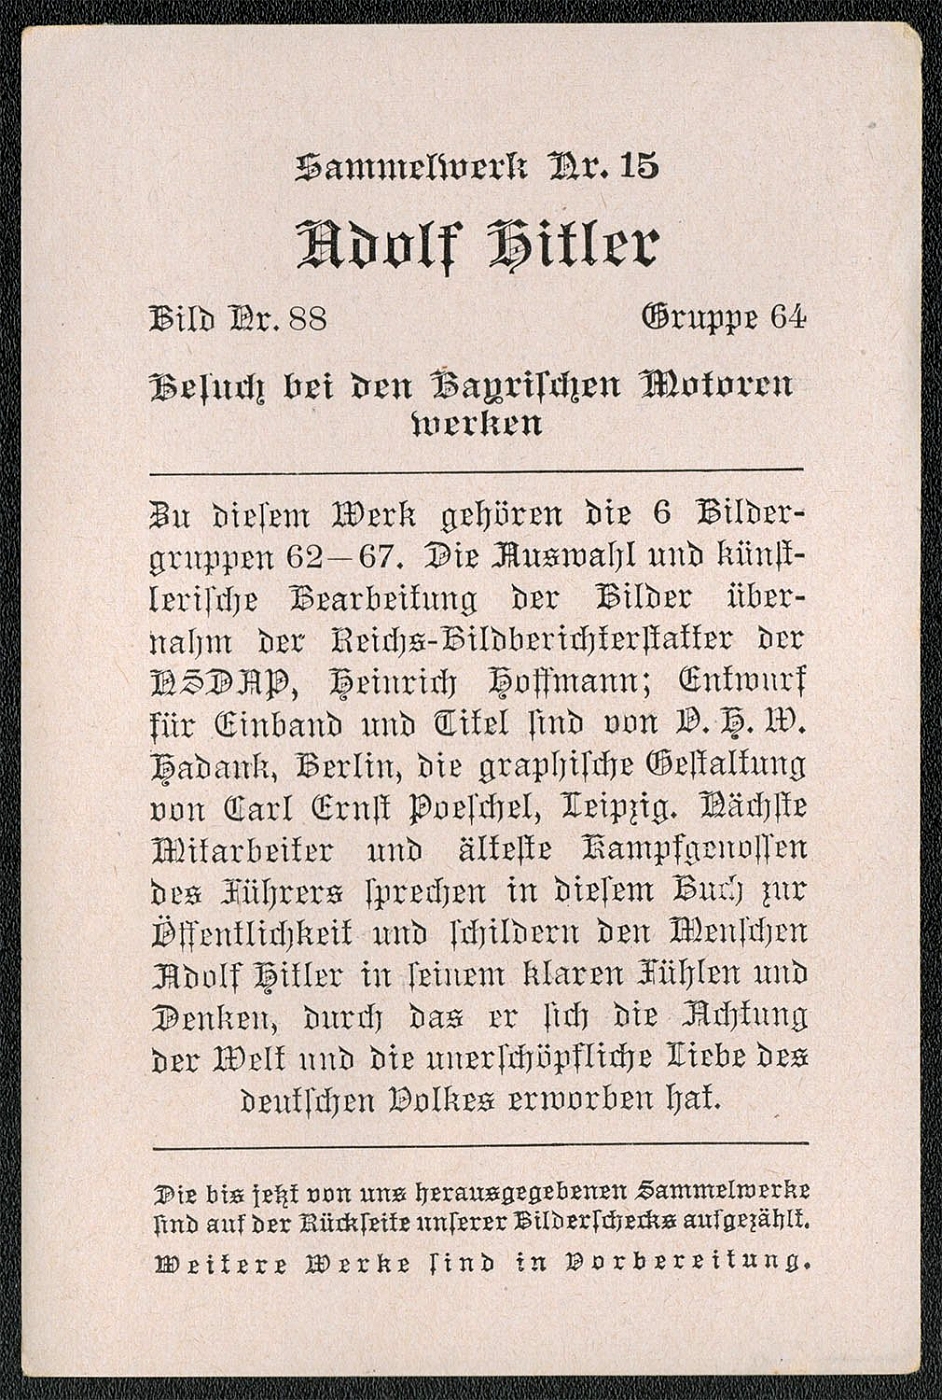 Sammelwerk Nr. 15
Adolf Hitler
Bild Nr. 88 Gruppe 64
Besuch bei den Bayrischen Motoren
werken
Zu diesem Werk gehören die 6 Bilder-
gruppen 62—67. Die Auswahl und künst-
lerische Bearbeitung der Bilder über-
nahm der Reichs-Bildberichterstatter der
NSDAP, Heinrich Hoffmann; Entwurf
für Einband und Titel sind von O. H. W.
Hadank, Berlin, die graphische Gestaltung
von Carl Ernst Poeschel, Leipzig. Nächste
Mitarbeiter und älteste Kampfgenossen
des Führers sprechen in diesem Buch zur
Öffentlichkeit und schildern den Menschen
Adolf Hitler in seinem klaren Fühlen und
Denken, durch das er sich die Achtung
der Welt und die unerschöpfliche Liebe des
deutschen Volkes erworben hat.
Die bis jetzt von uns herausgegebenen Sammelwerke
sind auf der Rückseite unserer Bilderschecks aufgezählt.
Weitere Werke sind in Vorbereitung.